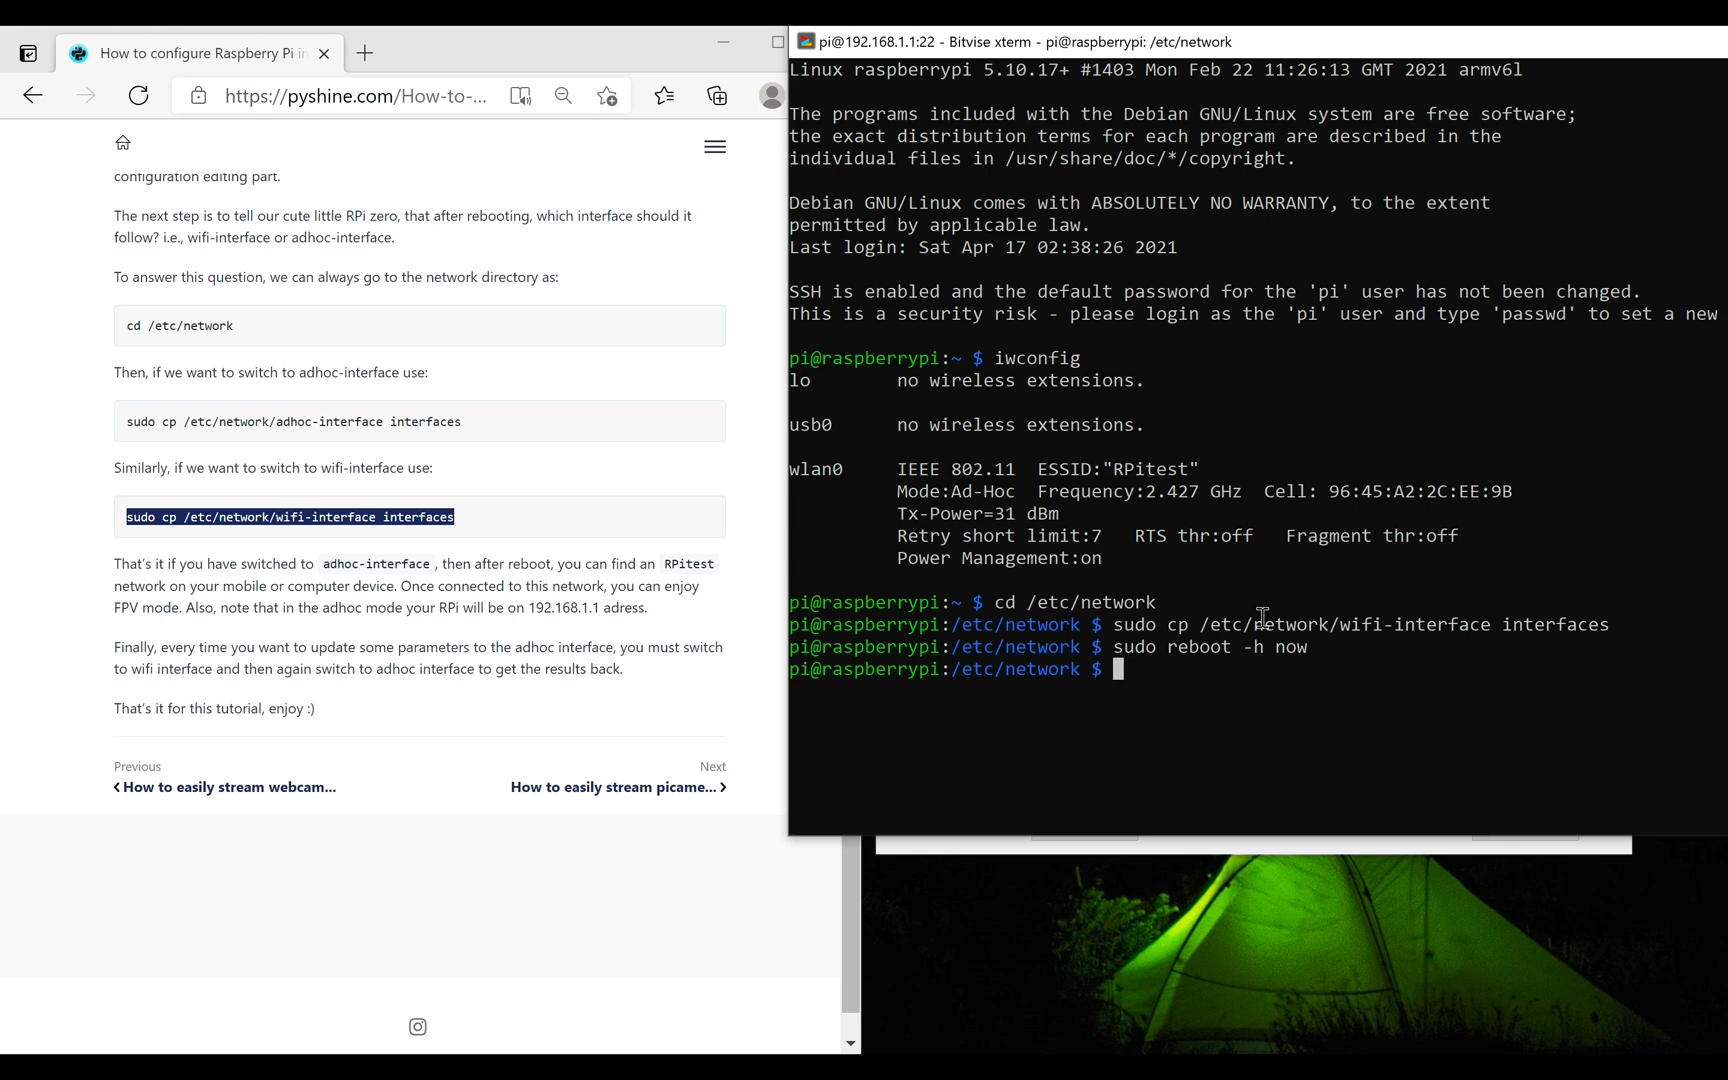 How to configure Raspberry Pi in
https://pyshine.com/How-to-...
configuration editing part.
The next step is to tell our cute little RPi zero, that after rebooting, which interface should it
follow? i.e., wifi-interface or adhoc-interface.
To answer this question, we can always go to the network directory as:
cd /etc/network
Then, if we want to switch to adhoc-interface use:
sudo cp /etc/network/adhoc-interface interfaces
Similarly, if we want to switch to wifi-interface use:
sudo cp /etc/network/wifi-interface interfaces
That's it if you have switched to adhoc-interface , then after reboot, you can find an RPitest
network on your mobile or computer device. Once connected to this network, you can enjoy
FPV mode. Also, note that in the adhoc mode your RPi will be on 192.168.1.1 adress.
Finally, every time you want to update some parameters to the adhoc interface, you must switch
to wifi interface and then again switch to adhoc interface to get the results back.
That's it for this tutorial, enjoy :)
Previous
How to easily stream webcam...
Next
How to easily stream picame...
pi@192.168.1.1:22 - Bitvise xterm - pi@raspberrypi: /etc/network
Linux raspberrypi 5.10.17+ #1403 Mon Feb 22 11:26:13 GMT 2021 armv6l
The programs included with the Debian GNU/Linux system are free software;
the exact distribution terms for each program are described in the
individual files in /usr/share/doc/*/copyright.
Debian GNU/Linux comes with ABSOLUTELY NO WARRANTY, to the extent
permitted by applicable law.
Last login: Sat Apr 17 02:38:26 2021
SSH is enabled and the default password for the 'pi' user has not been changed.
This is a security risk - please login as the 'pi' user and type 'passwd' to set a new
pi@raspberrypi:~ $ iwconfig
lo        no wireless extensions.
usb0      no wireless extensions.
wlan0     IEEE 802.11  ESSID:"RPitest"
Mode:Ad-Hoc  Frequency:2.427 GHz  Cell: 96:45:A2:2C:EE:9B
Tx-Power=31 dBm
Retry short limit:7   RTS thr:off   Fragment thr:off
Power Management:on
pi@raspberrypi:~ $ cd /etc/network
pi@raspberrypi:/etc/network $ sudo cp /etc/network/wifi-interface interfaces
pi@raspberrypi:/etc/network $ sudo reboot -h now
pi@raspberrypi:/etc/network $